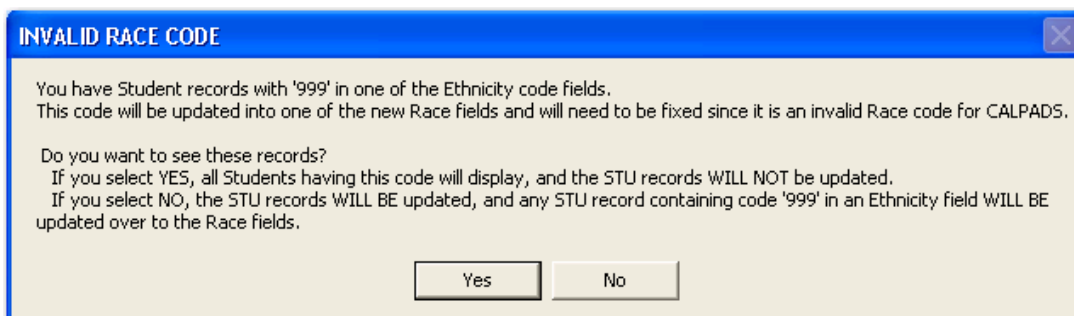 INVALID RACE CODE
You have Student records with '999' in one of the Ethnicity code fields.
This code will be updated into one of the new Race fields and will need to be fixed since it is an invalid Race code for CALPADS.
Do you want to see these records?
If you select YES, all Students having this code will display, and the STU records WILL NOT be updated.
If you select NO, the STU records WILL BE updated, and any STU record containing code '999' in an Ethnicity field WILL BE
updated over to the Race fields.
Yes No